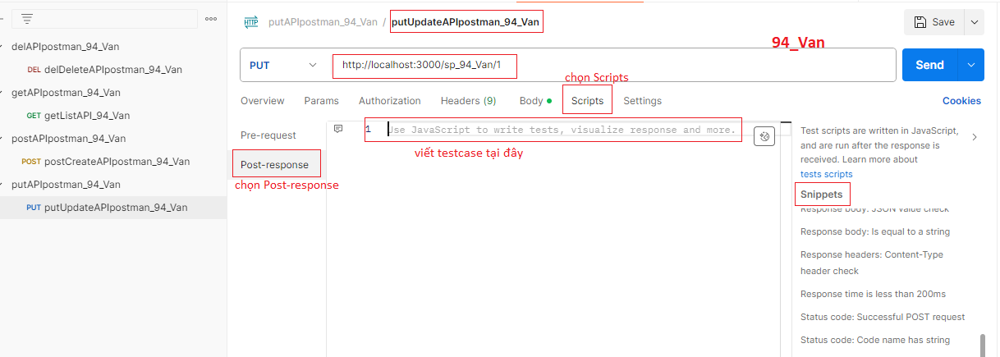 putAPIpostman_94_Van / putUpdateAPIpostman_94_Van
Save
94_Van
delAPIpostman_94_Van
DEL delDeleteAPIpostman_94_Van
getAPIpostman_94_Van
GET getListAPI_94_Van
postAPIpostman_94_Van
POST postCreateAPIpostman_94_Van
putAPIpostman_94_Van
PUT putUpdateAPIpostman_94_Van
HTTP
PUT
http://localhost:3000/sp_94_Van/1
Send
chọn Scripts
Overview Params Authorization Headers (9) Body Scripts Settings
Cookies
Pre-request
Post-response
chọn Post-response
1 Use JavaScript to write tests, visualize response and more.
viết testcase tại đây
Test scripts are written in JavaScript,
and are run after the response is
received. Learn more about
tests scripts
Snippets
Response body: JSON value check
Response body: Is equal to a string
Response headers: Content-Type
header check
Response time is less than 200ms
Status code: Successful POST request
Status code: Code name has string